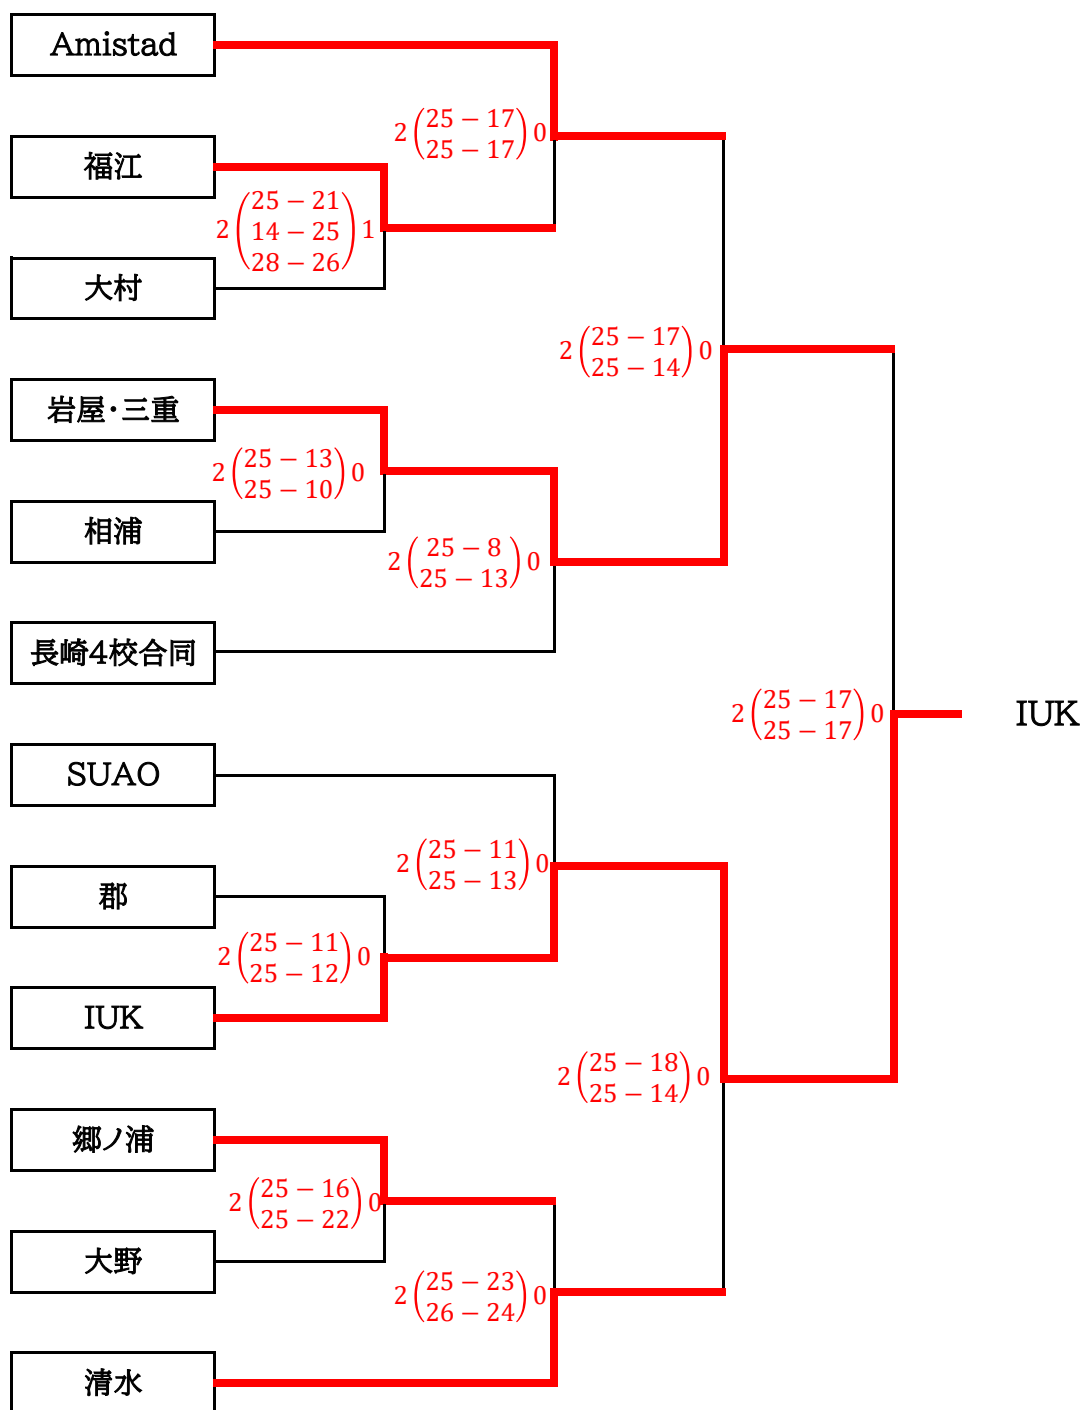 Amistad
2(25 − 17
25 − 17)0
福江
2(25 − 21
14 − 25
28 − 26)1
大村
2(25 − 17
25 − 14)0
岩屋・三重
2(25 − 13
25 − 10)0
相浦
2(25 − 8
25 − 13)0
長崎4校合同
2(25 − 17
25 − 17)0
IUK
SUAO
2(25 − 11
25 − 13)0
郡
2(25 − 11
25 − 12)0
IUK
2(25 − 18
25 − 14)0
郷ノ浦
2(25 − 16
25 − 22)0
大野
2(25 − 23
26 − 24)0
清水